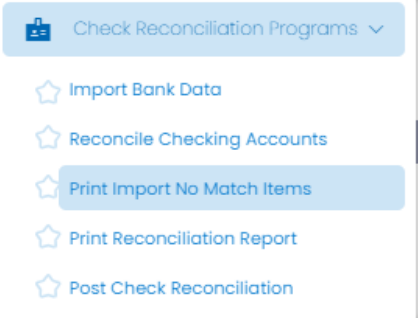 Check Reconciliation Programs
Import Bank Data
Reconcile Checking Accounts
Print Import No Match Items
Print Reconciliation Report
Post Check Reconciliation